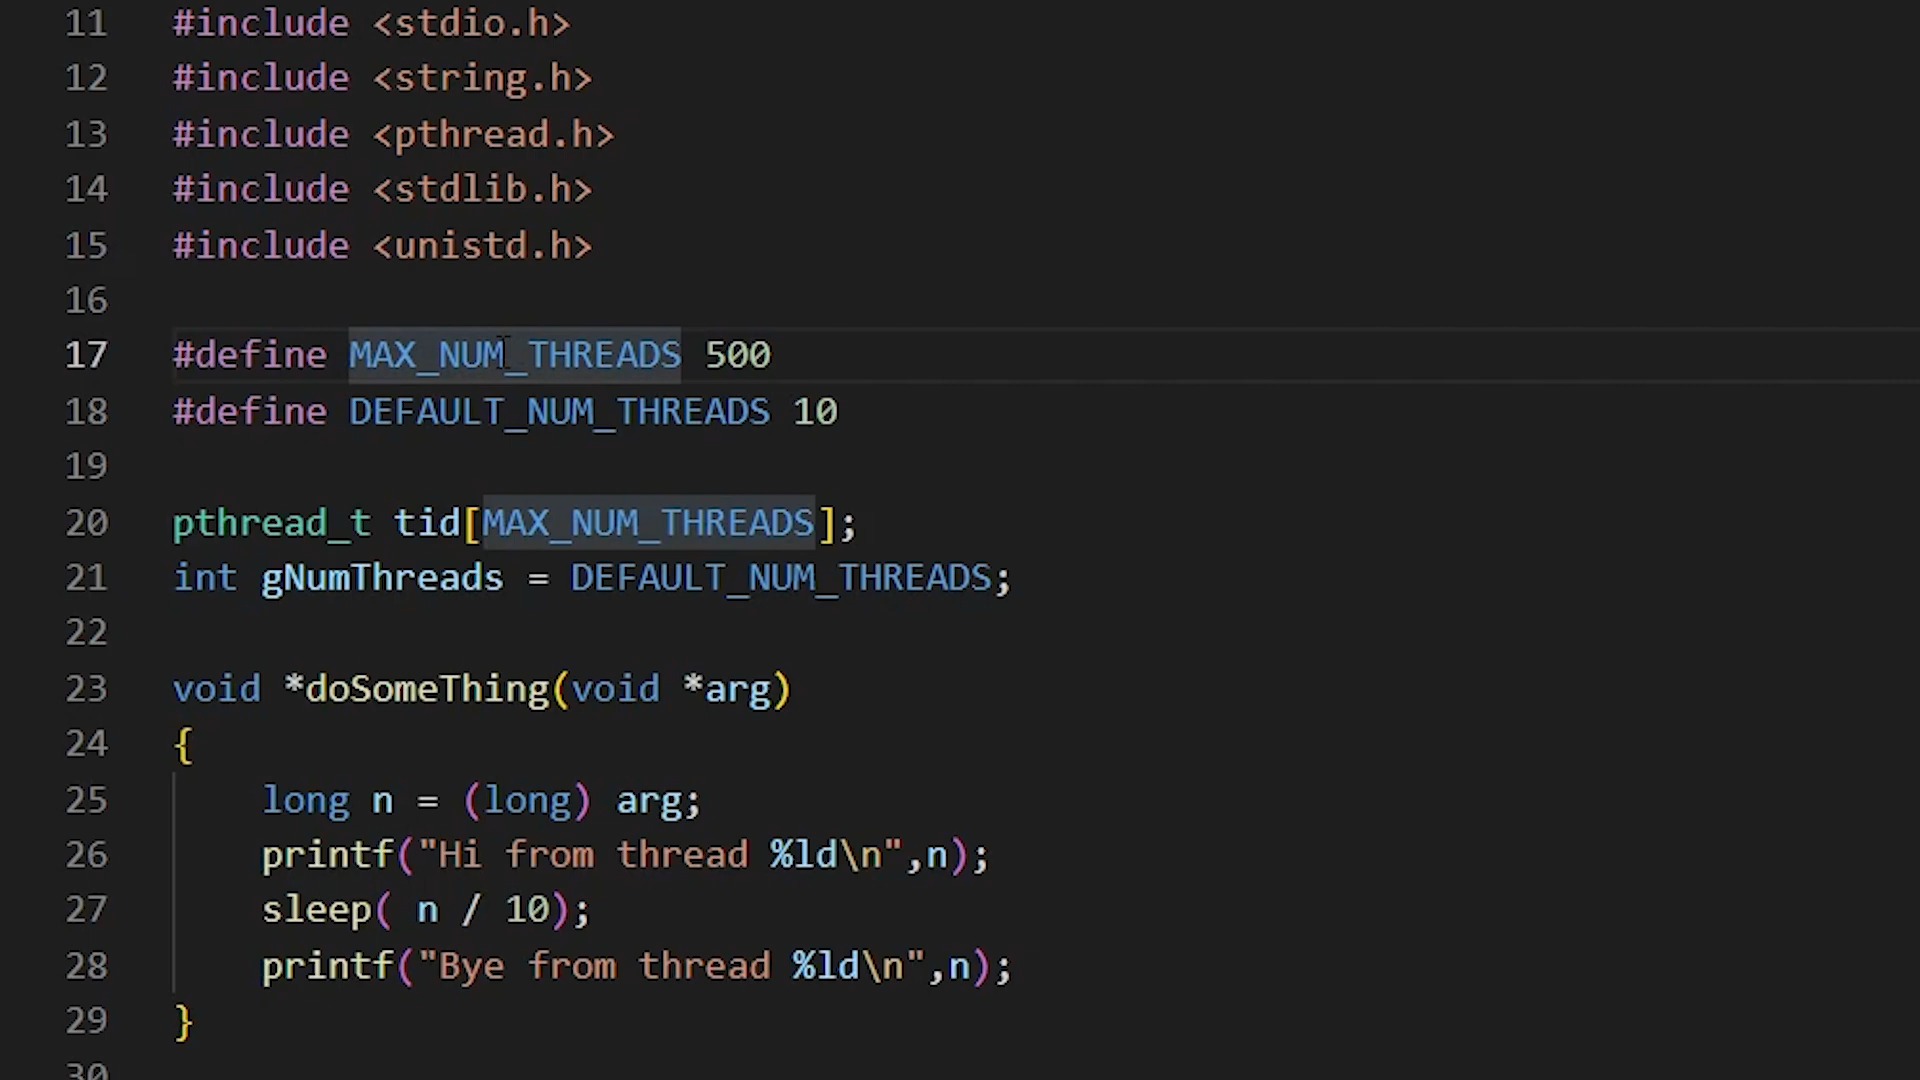 11 #include <stdio.h>
12 #include <string.h>
13 #include <pthread.h>
14 #include <stdlib.h>
15 #include <unistd.h>
16
17 #define MAX_NUM_THREADS 500
18 #define DEFAULT_NUM_THREADS 10
19
20 pthread_t tid[MAX_NUM_THREADS];
21 int gNumThreads = DEFAULT_NUM_THREADS;
22
23 void *doSomeThing(void *arg)
24 {
25     long n = (long) arg;
26     printf("Hi from thread %ld\n",n);
27     sleep( n / 10);
28     printf("Bye from thread %ld\n",n);
29 }
30